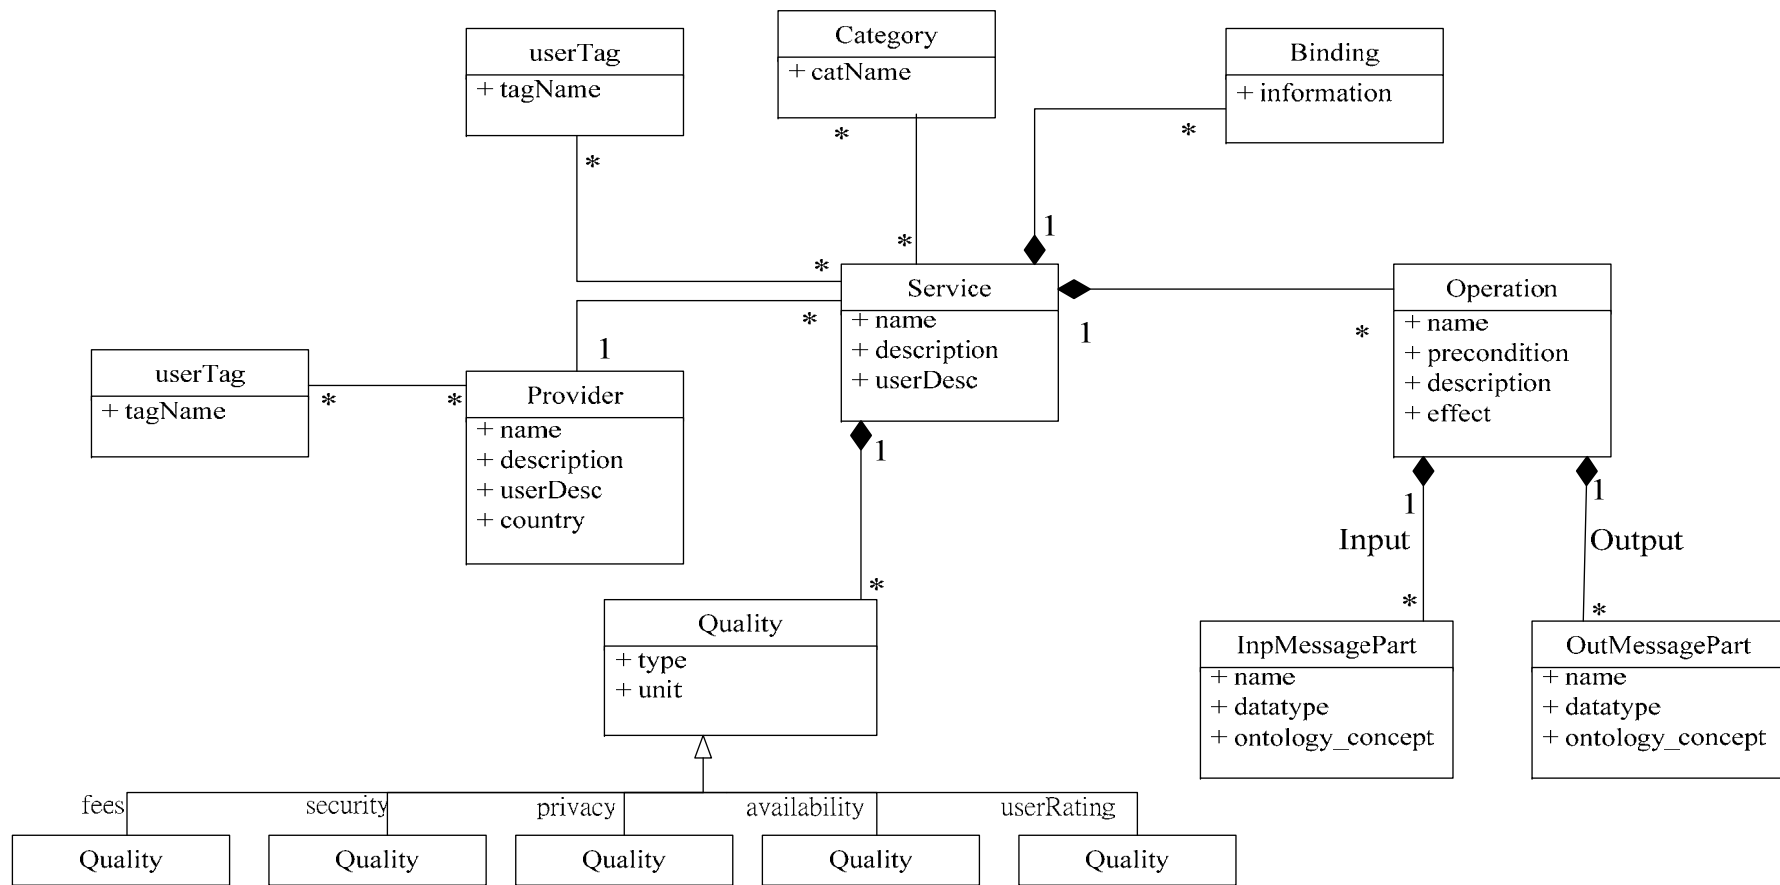 userTag
+ tagName
*
Category
+ catName
*
Binding
+ information
*
*
*
1
Service
+ name
+ description
+ userDesc
*
1
1
*
Operation
+ name
+ precondition
+ description
+ effect
userTag
+ tagName
*
*
Provider
+ name
+ description
+ userDesc
+ country
1
*
Quality
+ type
+ unit
1
Input
*
1
Output
*
InpMessagePart
+ name
+ datatype
+ ontology_concept
OutMessagePart
+ name
+ datatype
+ ontology_concept
fees
security
privacy
availability
userRating
Quality
Quality
Quality
Quality
Quality